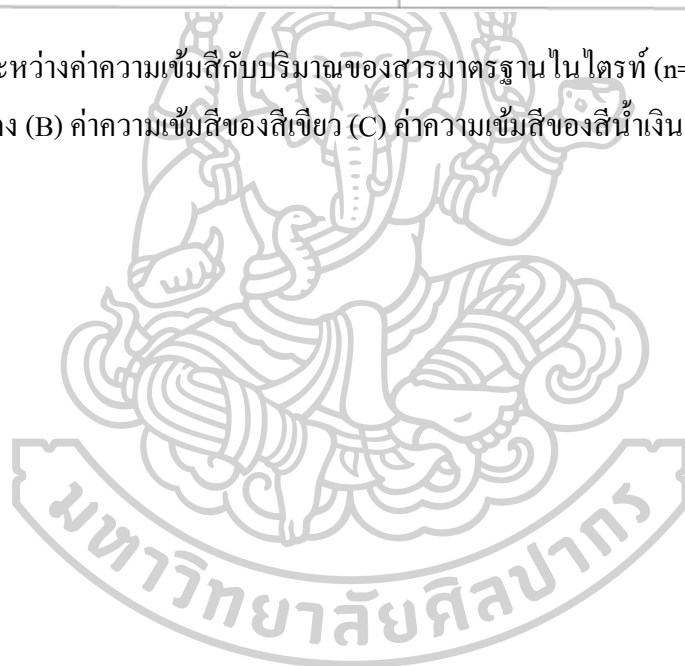 ะหว่างค่าความเข้มสีกับปริมาณของสารมาตรฐานไนไตรท์ (n=
ง (B) ค่าความเข้มสีของสีเขียว (C) ค่าความเข้มสีของสีน้ำเงิน
มหาวิทยาลัยศิลปากร